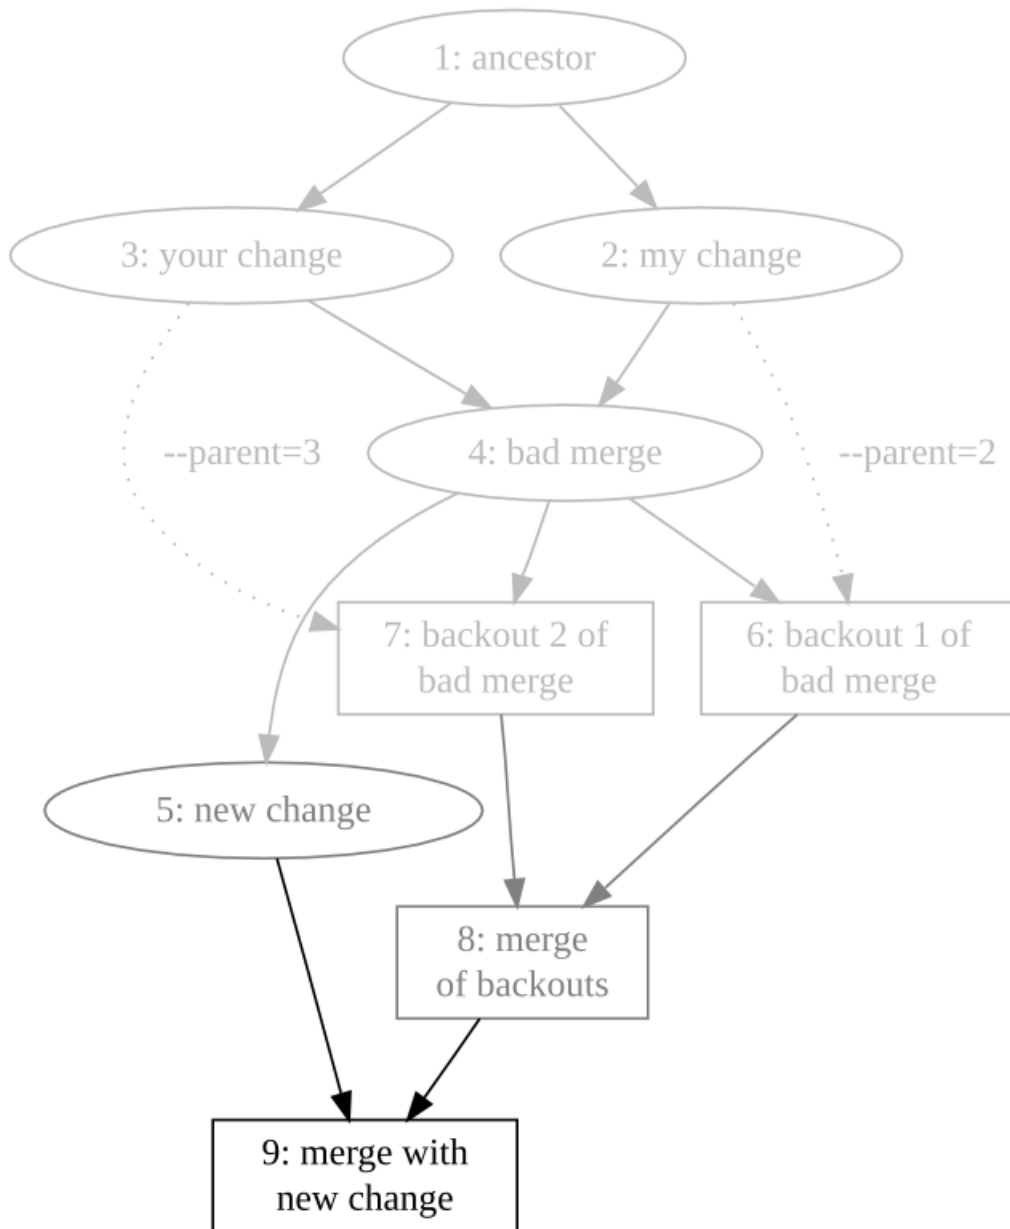 1: ancestor
3: your change
2: my change
--parent=3
4: bad merge
--parent=2
7: backout 2 of
bad merge
6: backout 1 of
bad merge
5: new change
8: merge
of backouts
9: merge with
new change